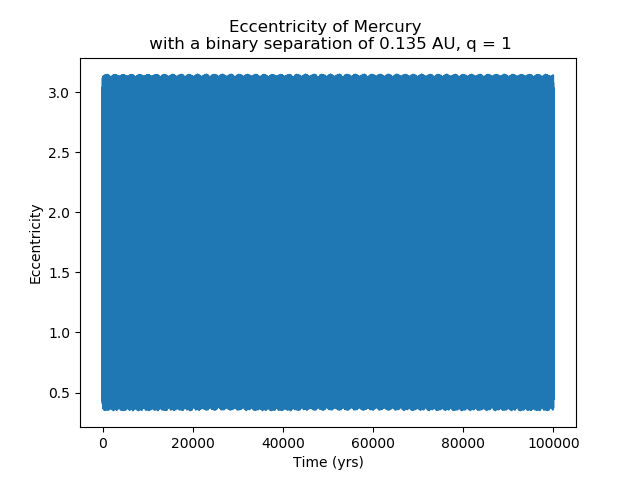 Eccentricity of Mercury
with a binary separation of 0.135 AU, q = 1
Eccentricity
3.0
2.5
2.0
1.5
1.0
0.5
0 20000 40000 60000 80000 100000
Time (yrs)